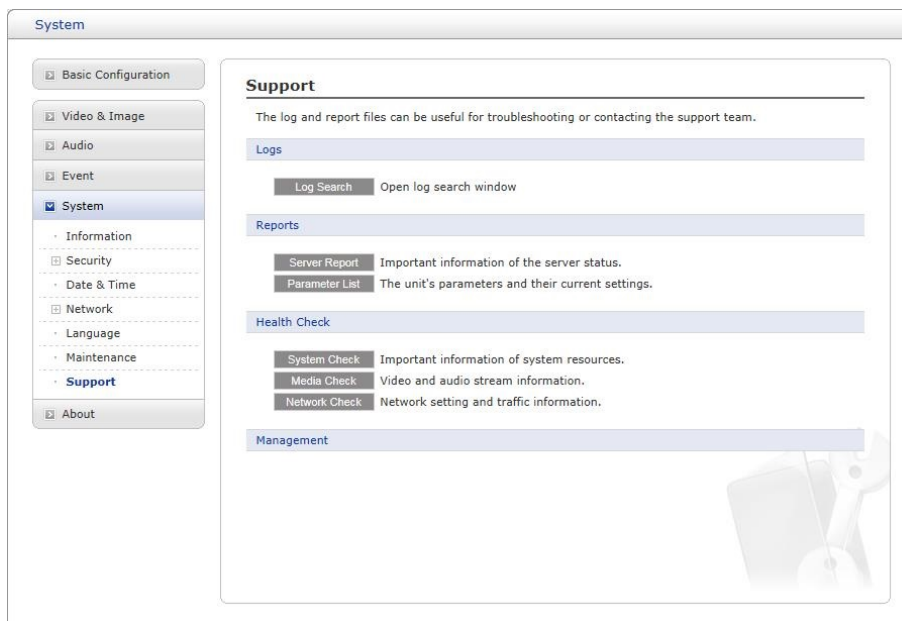 System
Basic Configuration
Video & Image
Audio
Event
System
Information
Security
Date & Time
Network
Language
Maintenance
Support
About
Support
The log and report files can be useful for troubleshooting or contacting the support team.
Logs
Log Search Open log search window
Reports
Server Report Important information of the server status.
Parameter List The unit's parameters and their current settings.
Health Check
System Check Important information of system resources.
Media Check Video and audio stream information.
Network Check Network setting and traffic information.
Management